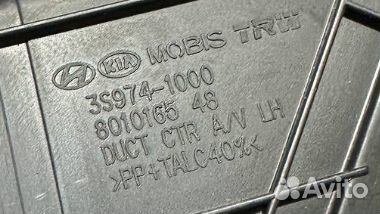 KIA MOBIS TRW
3S974-1000
8010165 48
DUCT CTR A/V LH
>PP+TALC40%<
Avito